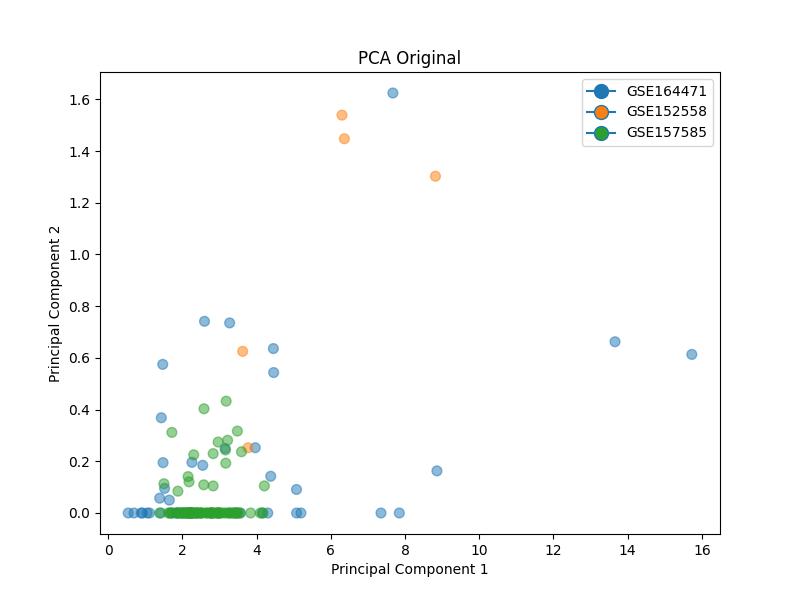 PCA Original
GSE164471
GSE152558
GSE157585
Principal Component 2
1.6
1.4
1.2
1.0
0.8
0.6
0.4
0.2
0.0
0 2 4 6 8 10 12 14 16
Principal Component 1